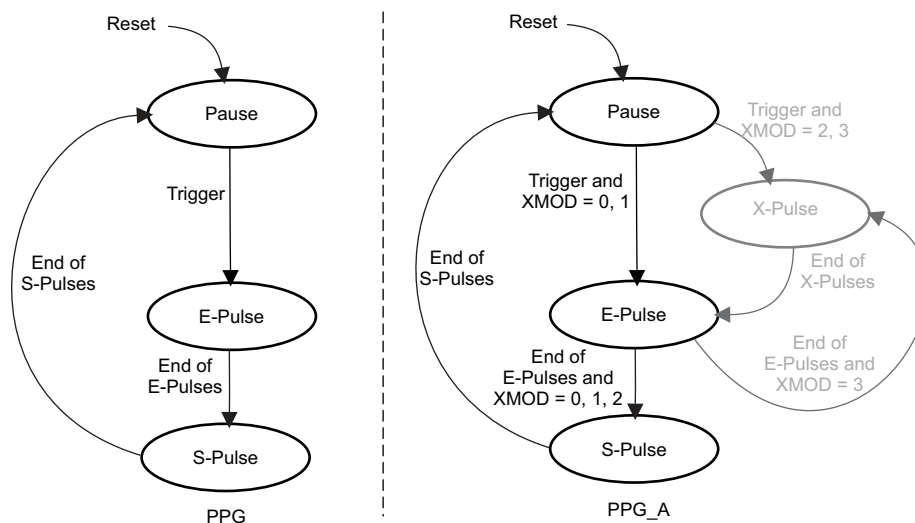 Reset
Pause
Trigger
End of
S-Pulses
E-Pulse
End of
E-Pulses
S-Pulse
PPG
Reset
Pause
Trigger and
XMOD = 2, 3
Trigger and
XMOD = 0, 1
X-Pulse
End of
S-Pulses
End of
X-Pulses
E-Pulse
End of
E-Pulses and
XMOD = 0, 1, 2
End of
E-Pulses and
XMOD = 3
S-Pulse
PPG_A